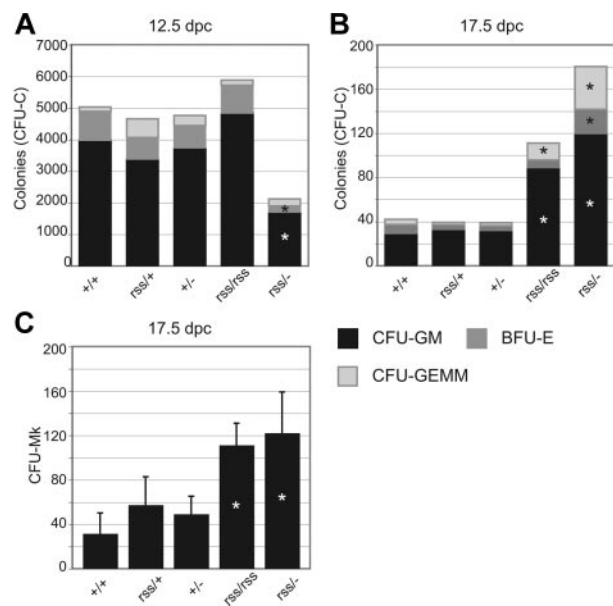 A
12.5 dpc
Colonies (CFU-C)
7000
6000
5000
4000
3000
2000
1000
0
*
*
+/+
rss/+
+/-
rss/rss
rss/-
B
17.5 dpc
Colonies (CFU-C)
200
160
120
80
40
0
*
*
*
*
*
+/+
rss/+
+/-
rss/rss
rss/-
C
17.5 dpc
CFU-Mk
200
160
120
80
40
0
*
*
+/+
rss/+
+/-
rss/rss
rss/-
CFU-GM
BFU-E
CFU-GEMM